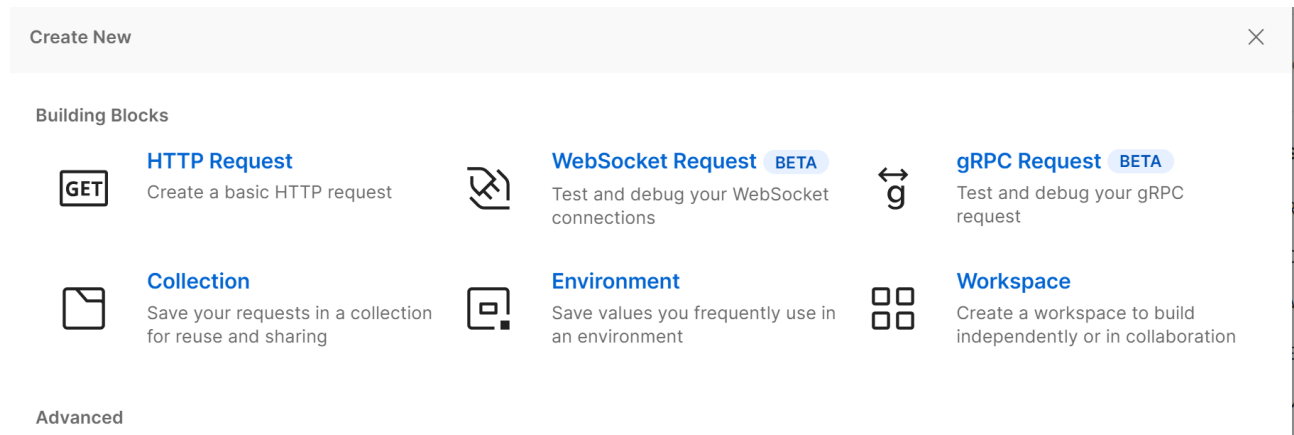 Create New
Building Blocks
HTTP Request
GET
Create a basic HTTP request
WebSocket Request BETA
Test and debug your WebSocket
connections
gRPC Request BETA
g
Test and debug your gRPC
request
Collection
Save your requests in a collection
for reuse and sharing
Environment
Save values you frequently use in
an environment
Workspace
Create a workspace to build
independently or in collaboration
Advanced